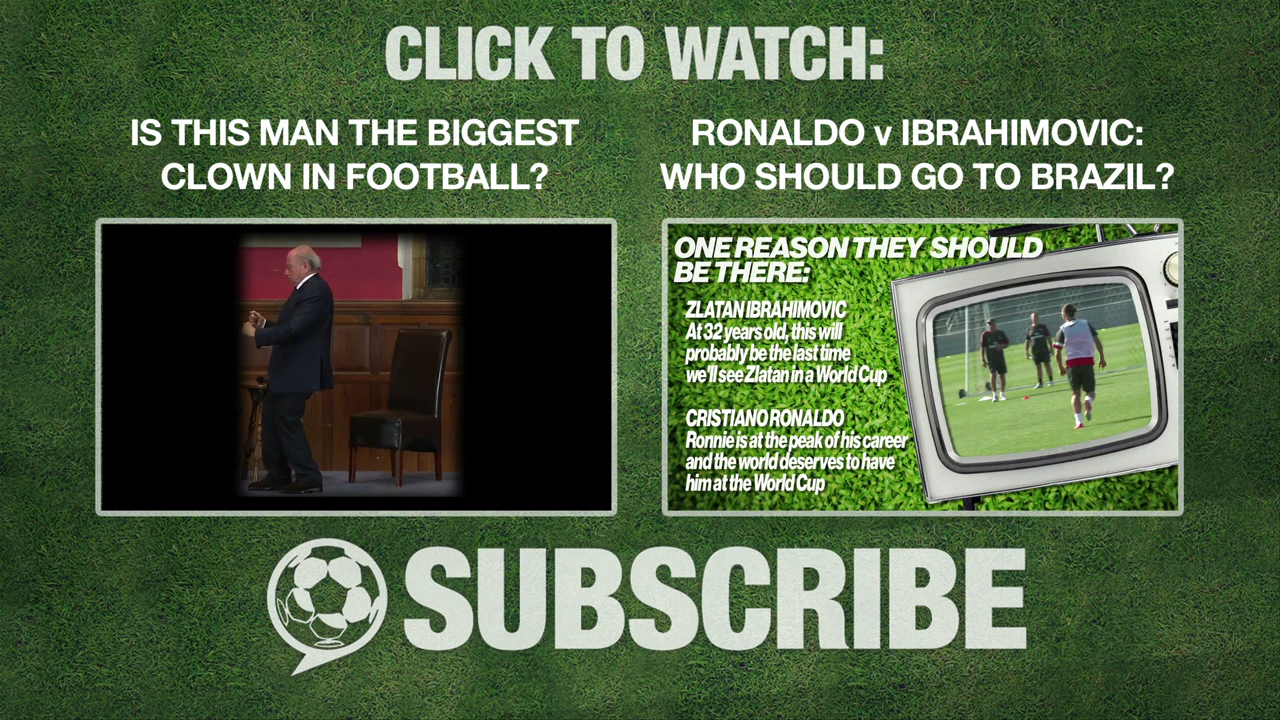 CLICK TO WATCH:
IS THIS MAN THE BIGGEST
CLOWN IN FOOTBALL?
RONALDO v IBRAHIMOVIC:
WHO SHOULD GO TO BRAZIL?
ONE REASON THEY SHOULD
BE THERE:
ZLATAN IBRAHIMOVIC
At 32 years old, this will
probably be the last time
we'll see Zlatan in a World Cup
CRISTIANO RONALDO
Ronnie is at the peak of his career
and the world deserves to have
him at the World Cup
SUBSCRIBE